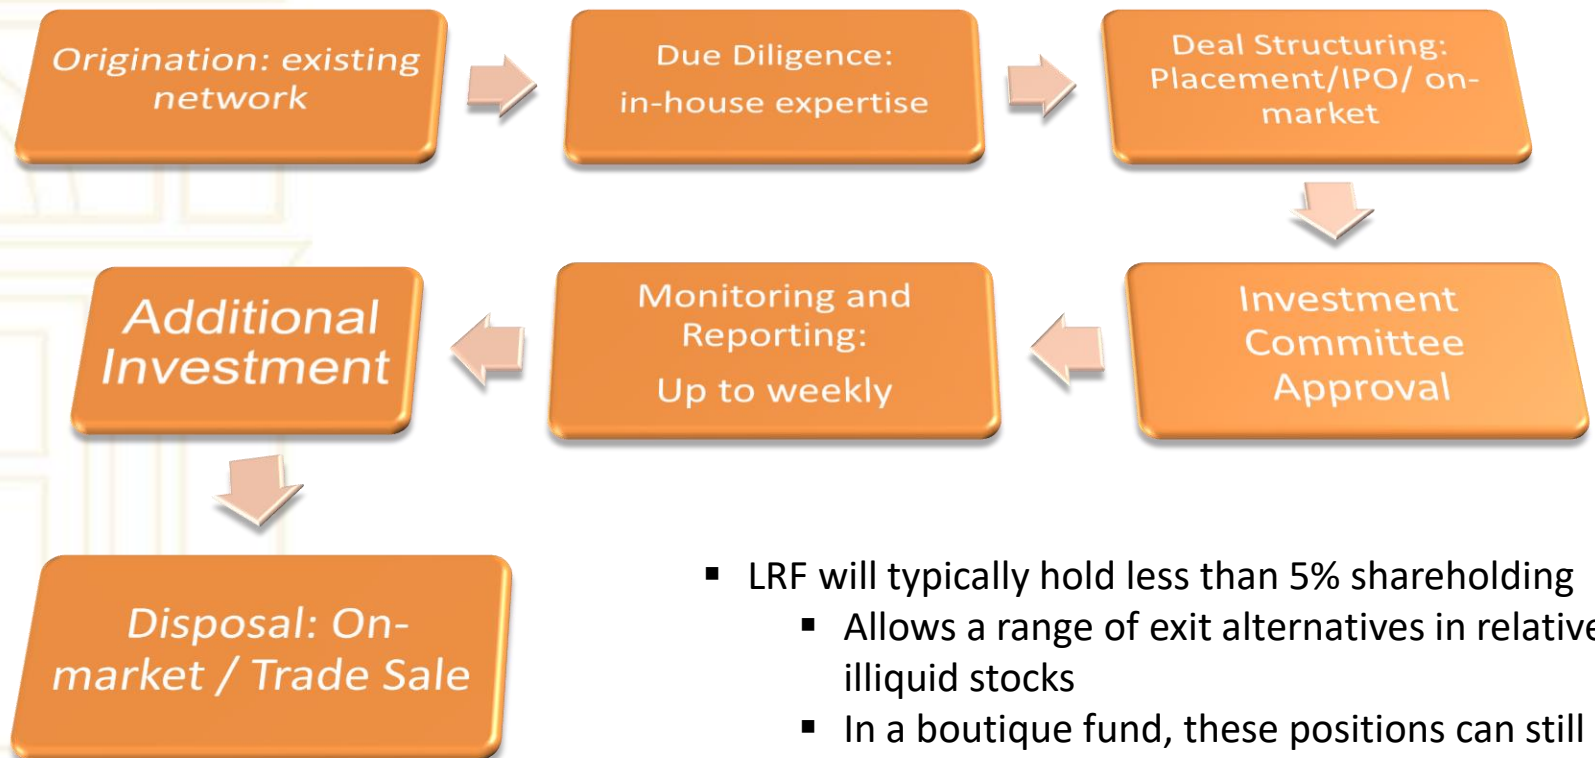 Origination: existing
network
Due Diligence:
in-house expertise
Deal Structuring:
Placement/IPO/ on-
market
Additional
Investment
Monitoring and
Reporting:
Up to weekly
Investment
Committee
Approval
Disposal: On-
market / Trade Sale
▪ LRF will typically hold less than 5% shareholding
▪ Allows a range of exit alternatives in
illiquid stocks
▪ In a boutique fund, these positions can still